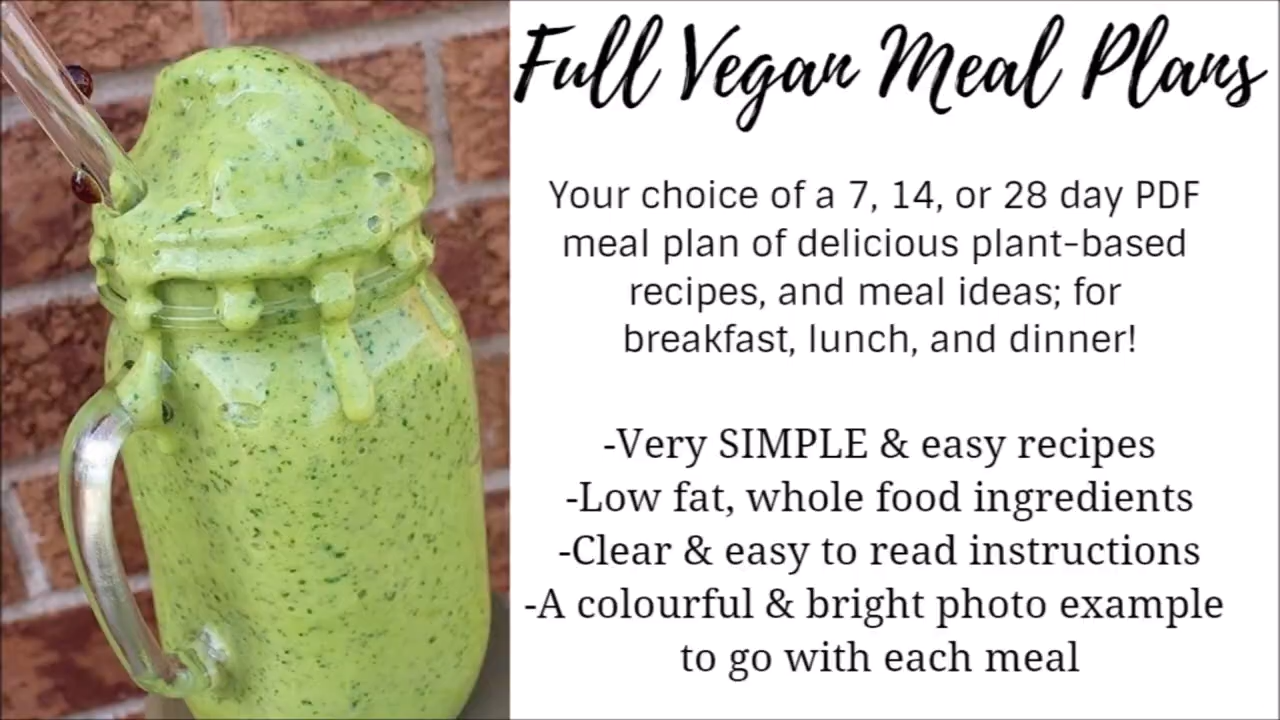 Full Vegan Meal Plans
Your choice of a 7, 14, or 28 day PDF
meal plan of delicious plant-based
recipes, and meal ideas; for
breakfast, lunch, and dinner!
-Very SIMPLE & easy recipes
-Low fat, whole food ingredients
-Clear & easy to read instructions
-A colourful & bright photo example
to go with each meal